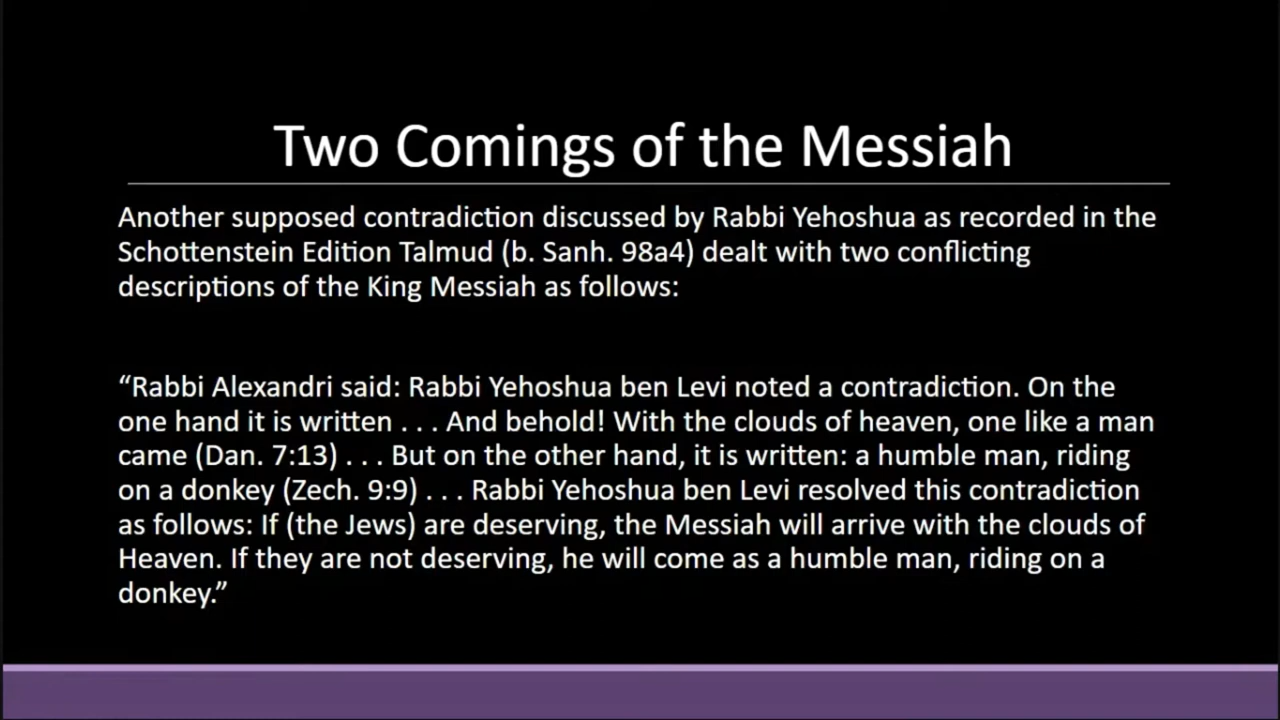 Two Comings of the Messiah
Another supposed contradiction discussed by Rabbi Yehoshua as recorded in the
Schottenstein Edition Talmud (b. Sanh. 98a4) dealt with two conflicting
descriptions of the King Messiah as follows:
“Rabbi Alexandri said: Rabbi Yehoshua ben Levi noted a contradiction. On the
one hand it is written . . . And behold! With the clouds of heaven, one like a man
came (Dan. 7:13) . . . But on the other hand, it is written: a humble man, riding
on a donkey (Zech. 9:9) . . . Rabbi Yehoshua ben Levi resolved this contradiction
as follows: If (the Jews) are deserving, the Messiah will arrive with the clouds of
Heaven. If they are not deserving, he will come as a humble man, riding on a
donkey.”